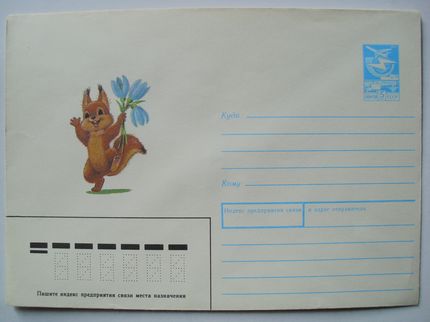 Куда
Кому
Индекс предприятия связи и адрес отправителя
Пишите индекс предприятия связи места назначения